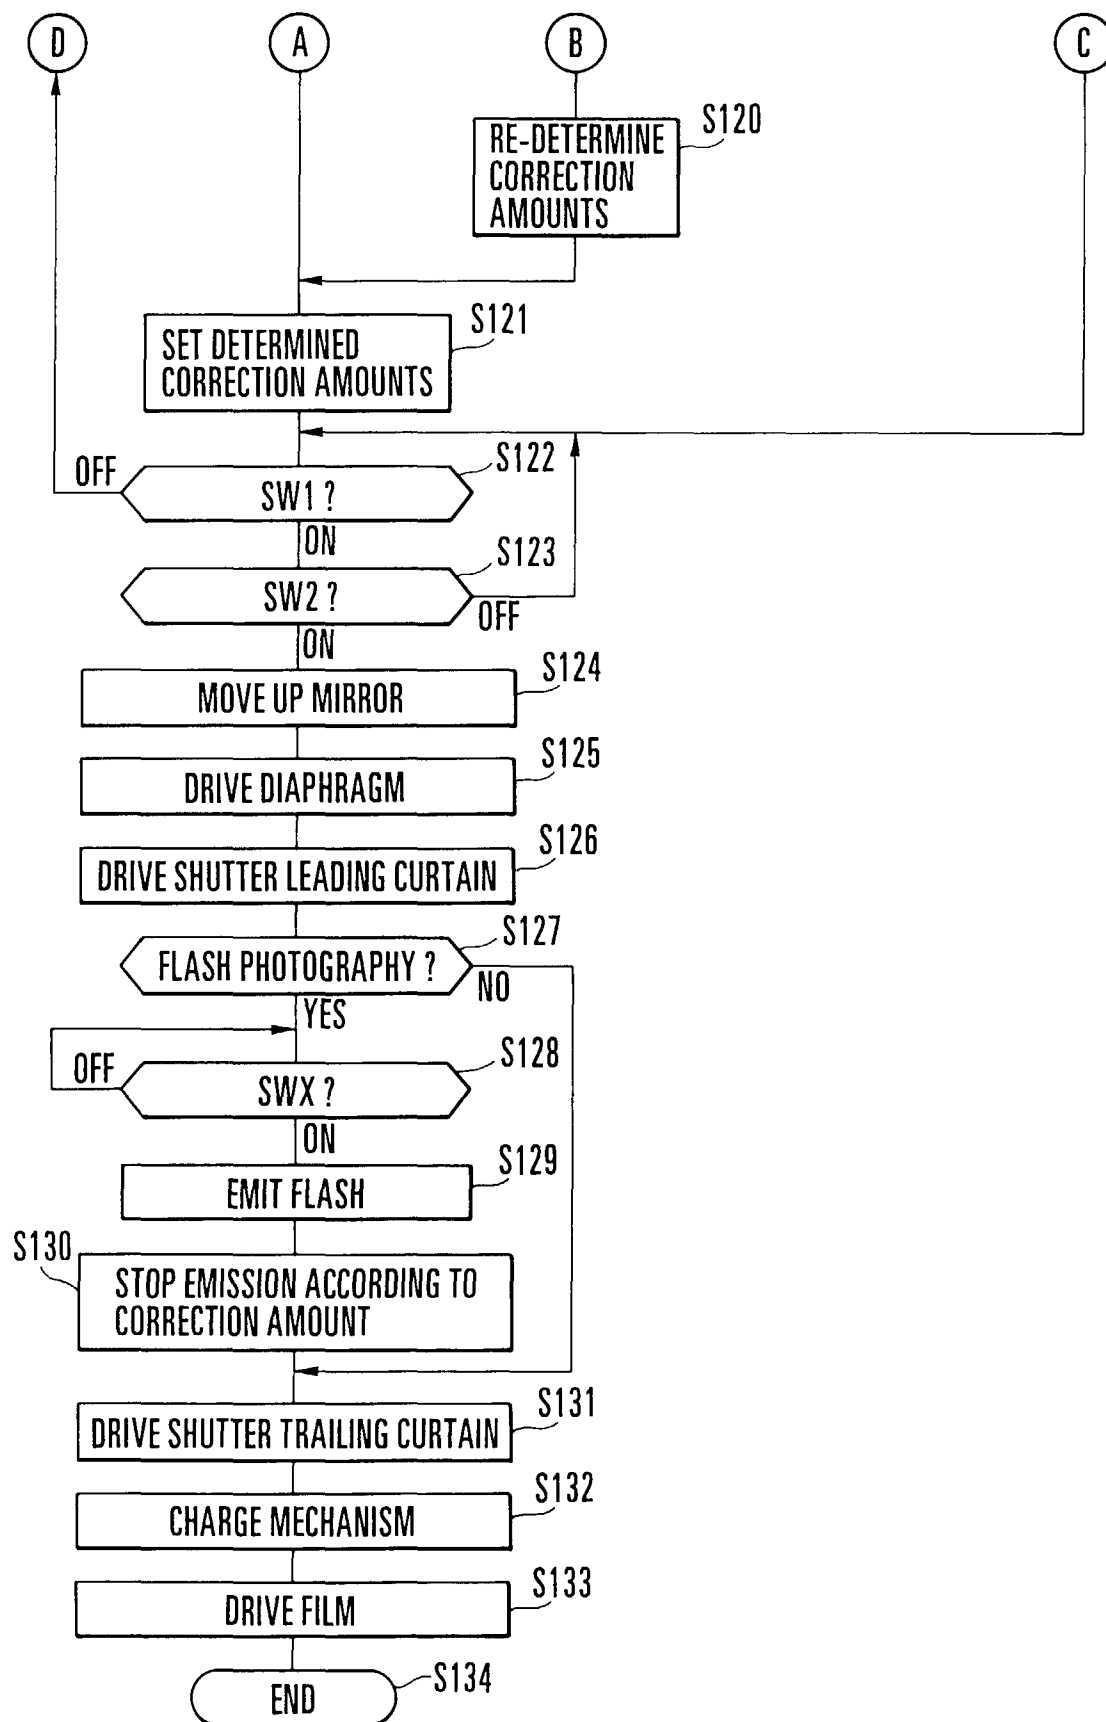 D
A
B
C
S120
RE-DETERMINE
CORRECTION
AMOUNTS
S121
SET DETERMINED
CORRECTION AMOUNTS
S122
OFF
SW1 ?
ON
S123
SW2 ?
OFF
ON
S124
MOVE UP MIRROR
S125
DRIVE DIAPHRAGM
S126
DRIVE SHUTTER LEADING CURTAIN
S127
FLASH PHOTOGRAPHY ?
NO
YES
S128
OFF
SWX ?
ON
S129
EMIT FLASH
S130
STOP EMISSION ACCORDING TO
CORRECTION AMOUNT
S131
DRIVE SHUTTER TRAILING CURTAIN
S132
CHARGE MECHANISM
S133
DRIVE FILM
S134
END